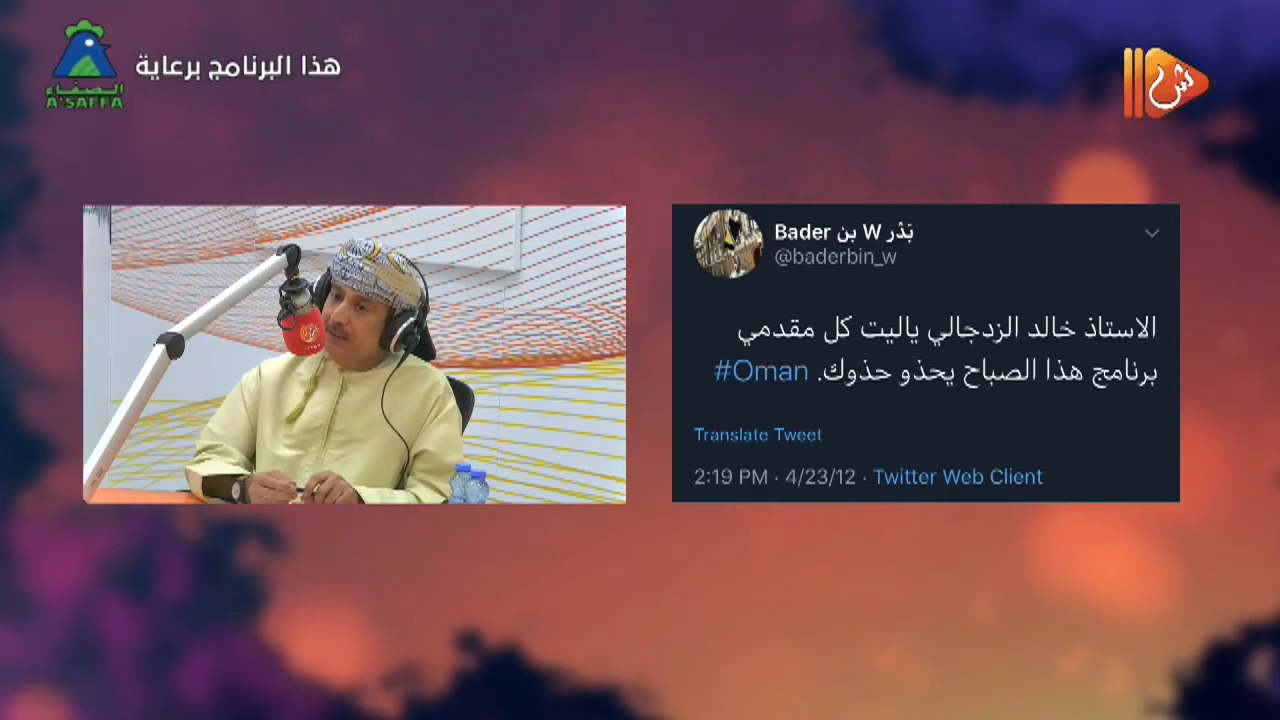 هذا البرنامج برعاية
الصفاء
A'SAFFA
ش
Bader بن W بَدْر
@baderbin_w
الاستاذ خالد الزدجالي ياليت كل مقدمي
برنامج هذا الصباح يحذو حذوك. #Oman
Translate Tweet
2:19 PM · 4/23/12 · Twitter Web Client